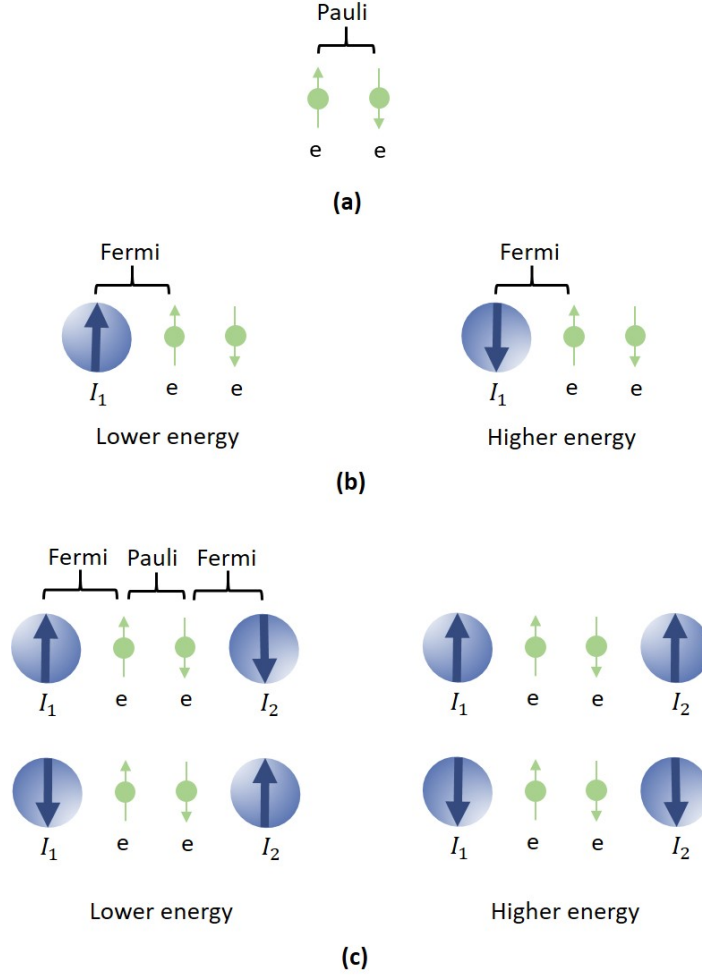 Pauli
e e
(a)
Fermi Fermi
I₁ e e I₁ e e
Lower energy Higher energy
(b)
Fermi Pauli Fermi
I₁ e e I₂ I₁ e e I₂
I₁ e e I₂ I₁ e e I₂
Lower energy Higher energy
(c)